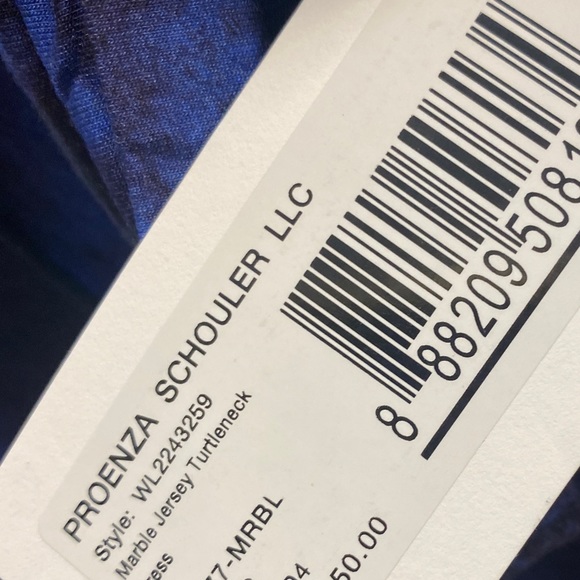 PROENZA SCHOULER LLC
Style: WL2243259
Marble Jersey Turtleneck
ress
77-MRBL
04
50.00
8 88209 5081